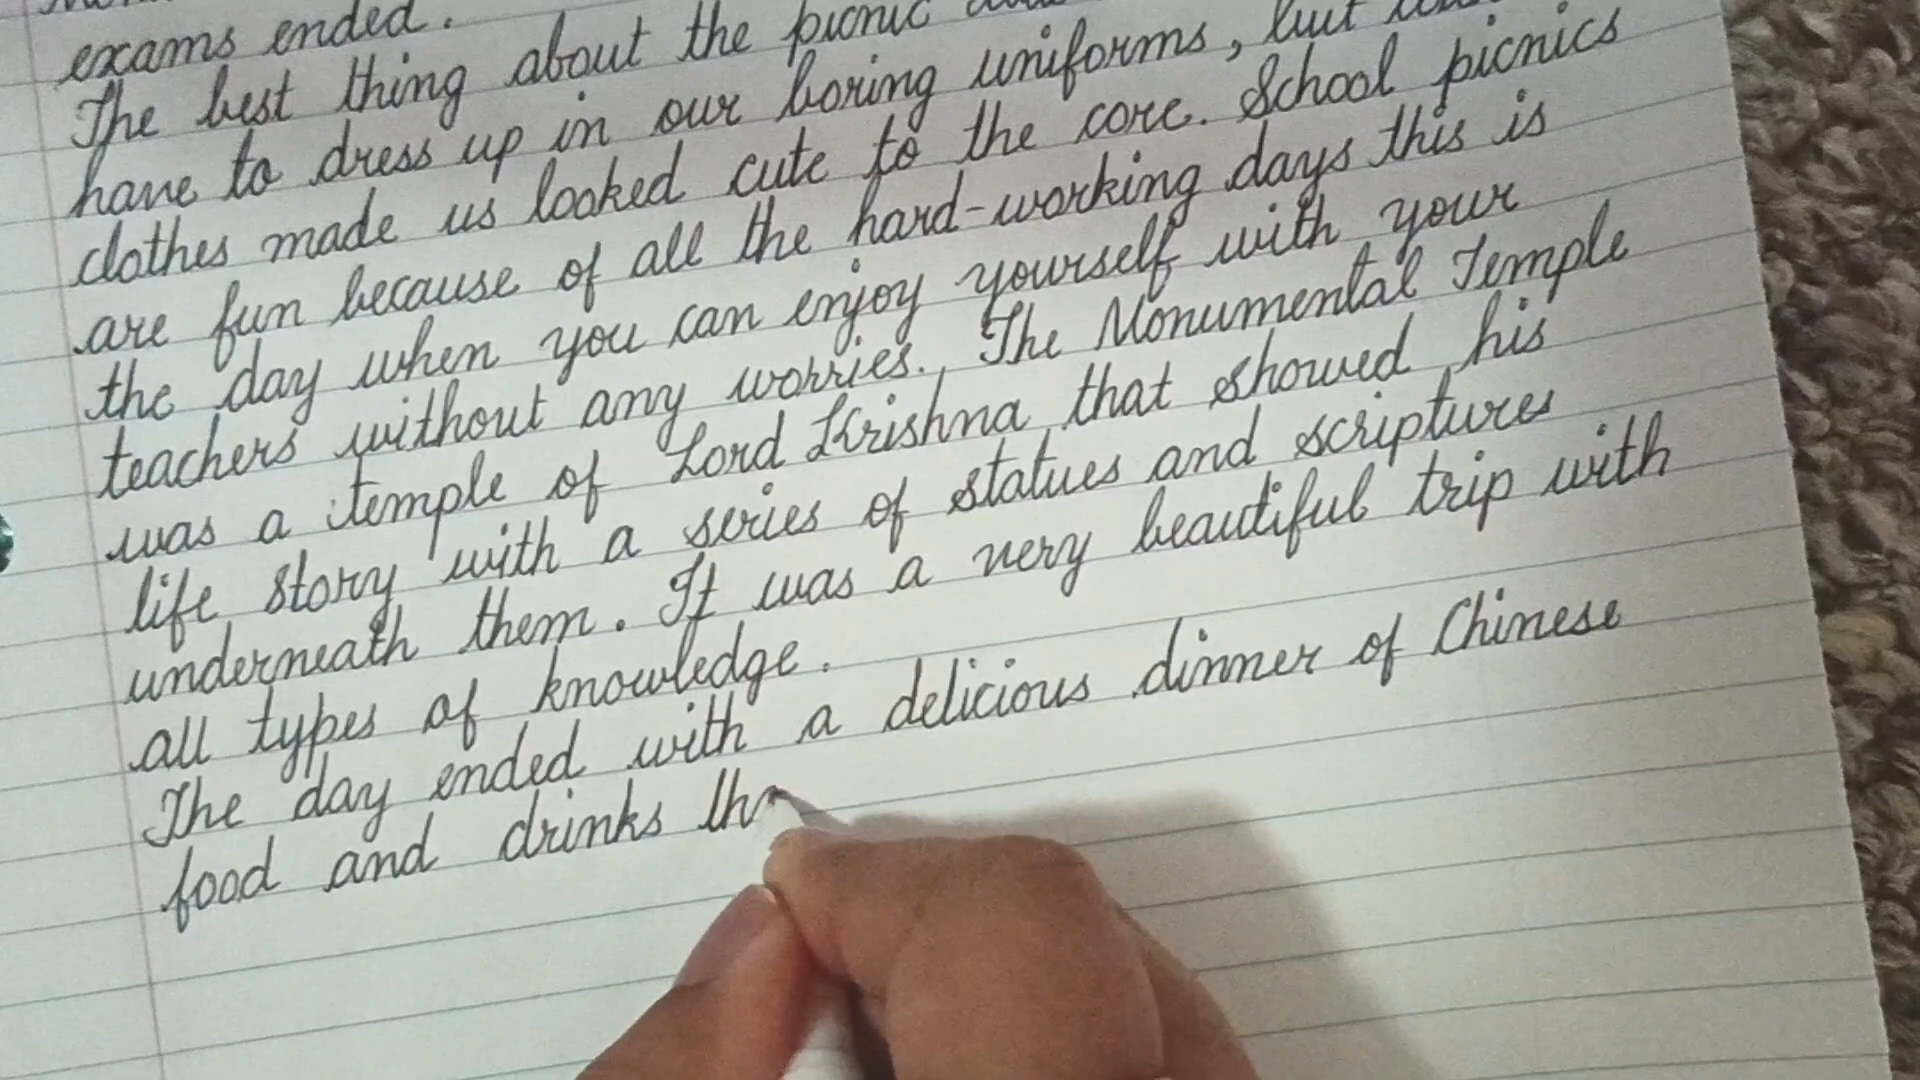 exams ended.
The best thing about the picnic
have to dress up in our boring uniforms, but
clothes made us looked cute to the core. School picnics
are fun because of all the hard-working days this is
the day when you can enjoy yourself with your
teachers without any worries. The Monumental Temple
was a temple of Lord Krishna that showed his
life story with a series of statues and scriptures
underneath them. It was a very beautiful trip with
all types of knowledge.
The day ended with a delicious dinner of Chinese
food and drinks tha